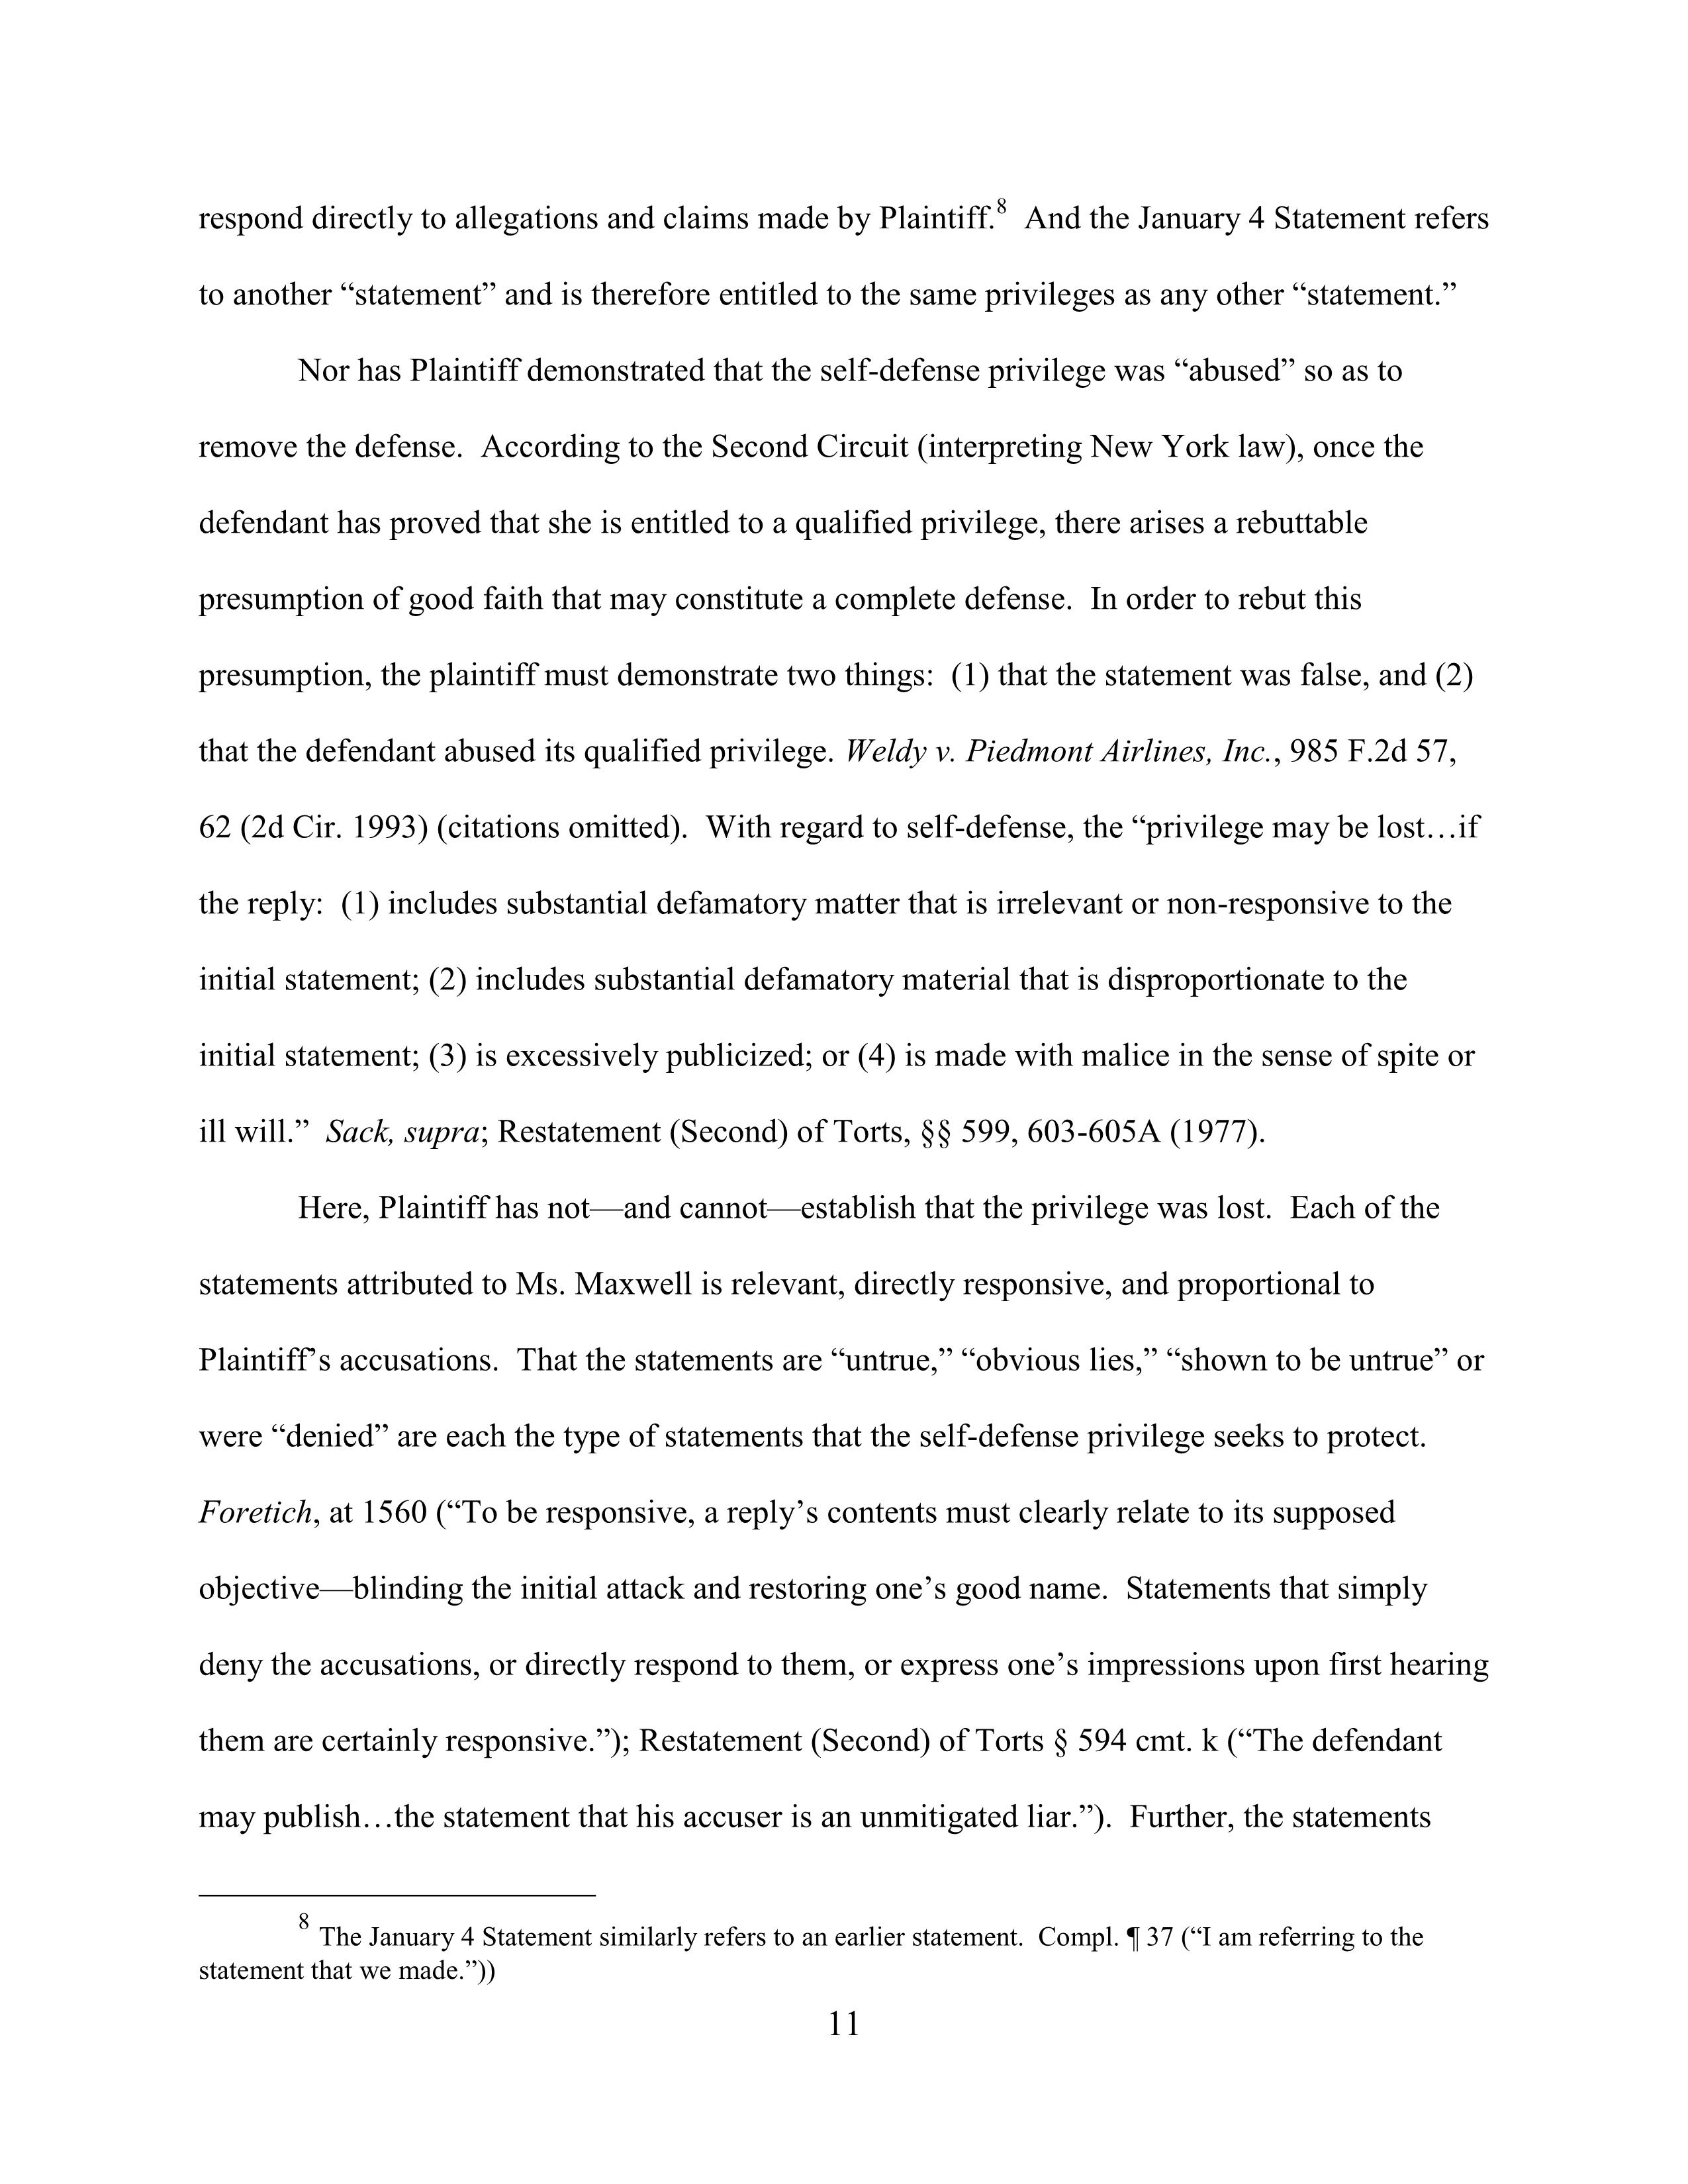 respond directly to allegations and claims made by Plaintiff.8 And the January 4 Statement refers
to another “statement” and is therefore entitled to the same privileges as any other “statement.”
Nor has Plaintiff demonstrated that the self-defense privilege was “abused” so as to
remove the defense. According to the Second Circuit (interpreting New York law), once the
defendant has proved that she is entitled to a qualified privilege, there arises a rebuttable
presumption of good faith that may constitute a complete defense. In order to rebut this
presumption, the plaintiff must demonstrate two things: (1) that the statement was false, and (2)
that the defendant abused its qualified privilege. Weldy v. Piedmont Airlines, Inc., 985 F.2d 57,
62 (2d Cir. 1993) (citations omitted). With regard to self-defense, the “privilege may be lost…if
the reply: (1) includes substantial defamatory matter that is irrelevant or non-responsive to the
initial statement; (2) includes substantial defamatory material that is disproportionate to the
initial statement; (3) is excessively publicized; or (4) is made with malice in the sense of spite or
ill will.” Sack, supra; Restatement (Second) of Torts, §§ 599, 603-605A (1977).
Here, Plaintiff has not—and cannot—establish that the privilege was lost. Each of the
statements attributed to Ms. Maxwell is relevant, directly responsive, and proportional to
Plaintiff’s accusations. That the statements are “untrue,” “obvious lies,” “shown to be untrue” or
were “denied” are each the type of statements that the self-defense privilege seeks to protect.
Foretich, at 1560 (“To be responsive, a reply’s contents must clearly relate to its supposed
objective—blinding the initial attack and restoring one’s good name. Statements that simply
deny the accusations, or directly respond to them, or express one’s impressions upon first hearing
them are certainly responsive.”); Restatement (Second) of Torts § 594 cmt. k (“The defendant
may publish…the statement that his accuser is an unmitigated liar.”). Further, the statements
8 The January 4 Statement similarly refers to an earlier statement. Compl. ¶ 37 (“I am referring to the
statement that we made.”))
11